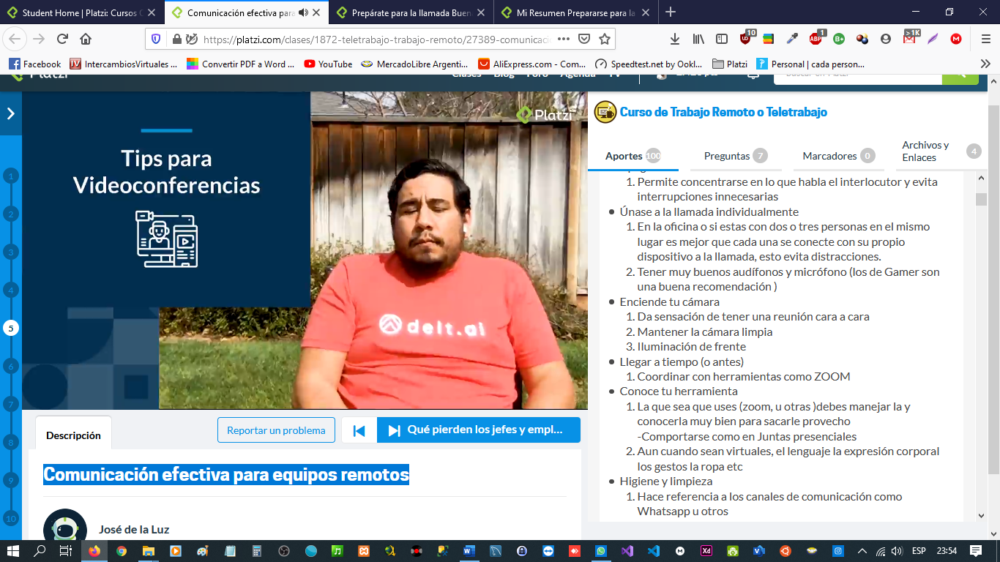 Student Home | Platzi: Cursos O
Comunicación efectiva para
Prepárate para la llamada Buen
Mi Resumen Prepararse para la
https://platzi.com/clases/1872-teletrabajo-trabajo-remoto/27389-comunicaci
10
1
>1K
Facebook
IntercambiosVirtuales ...
Convertir PDF a Word ...
YouTube
MercadoLibre Argenti...
AliExpress.com - Com...
Speedtest.net by Ookl...
Platzi
Personal | cada person...
Platzi
Clases
Blog
Foro
Agenda
TV
Buscar en Platzi
1
2
3
4
5
6
7
8
9
10
Tips para
Videoconferencias
Platzi
delt.ai
Curso de Trabajo Remoto o Teletrabajo
Aportes 100
Preguntas 7
Marcadores 0
Archivos y
Enlaces 4
1. Permite concentrarse en lo que habla el interlocutor y evita
interrupciones innecesarias
● Únase a la llamada individualmente
1. En la oficina o si estas con dos o tres personas en el mismo
lugar es mejor que cada una se conecte con su propio
dispositivo a la llamada, esto evita distracciones.
2. Tener muy buenos audífonos y micrófono (los de Gamer son
una buena recomendación )
● Enciende tu cámara
1. Da sensación de tener una reunión cara a cara
2. Mantener la cámara limpia
3. Iluminación de frente
● Llegar a tiempo (o antes)
1. Coordinar con herramientas como ZOOM
● Conoce tu herramienta
1. La que sea que uses (zoom, u otras )debes manejar la y
conocerla muy bien para sacarle provecho
-Comportarse como en Juntas presenciales
2. Aun cuando sean virtuales, el lenguaje la expresión corporal
los gestos la ropa etc
● Higiene y limpieza
1. Hace referencia a los canales de comunicación como
Whatsapp u otros
Descripción
Reportar un problema
Qué pierden los jefes y empl...
Comunicación efectiva para equipos remotos
José de la Luz
ESP
23:54